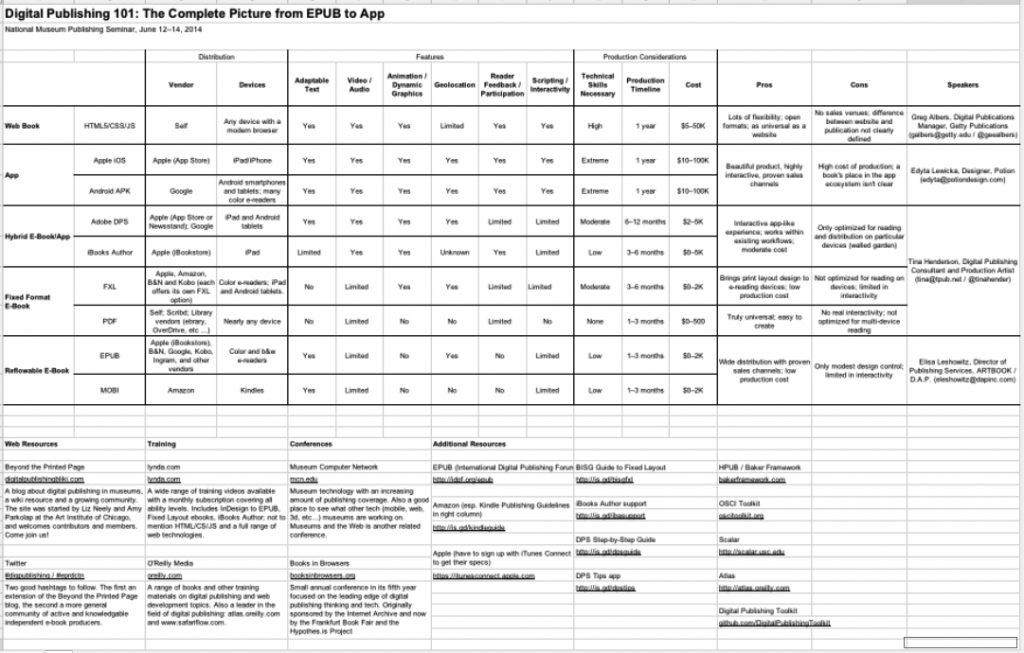 Digital Publishing 101: The Complete Picture from EPUB to App
National Museum Publishing Seminar, June 12–14, 2014
Distribution Features Production Considerations
Vendor Devices Adaptable Text Video / Audio Animation / Dynamic Graphics Geolocation Reader Feedback / Participation Scripting / Interactivity Technical Skills Necessary Production Timeline Cost Pros Cons Speakers
Web Book HTML5/CSS/JS Self Any device with a modern browser Yes Yes Yes Limited Yes Yes High 1 year $5–50K Lots of flexibility; open formats; as universal as a website No sales venues; difference between website and publication not clearly defined Greg Albers, Digital Publications Manager, Getty Publications (galbers@getty.edu / @geealbers)
App Apple iOS Apple (App Store) iPad/iPhone Yes Yes Yes Yes Yes Yes Extreme 1 year $10–100K Beautiful product, highly interactive, proven sales channels High cost of production; a book's place in the app ecosystem isn't clear Edyta Lewicka, Designer, Potion (edyta@potiondesign.com)
Android APK Google Android smartphones and tablets; many color e-readers Yes Yes Yes Yes Yes Yes Extreme 1 year $10–100K
Hybrid E-Book/App Adobe DPS Apple (App Store or Newsstand); Google iPad and Android tablets Yes Yes Yes Yes Limited Limited Moderate 6–12 months $2–5K Interactive app-like experience; works within existing workflows; moderate cost Only optimized for reading and distribution on particular devices (walled garden)
iBooks Author Apple (iBookstore) iPad Limited Yes Yes Unknown Yes Limited Low 3–6 months $0–5K
Tina Henderson, Digital Publishing Consultant and Production Artist (tina@tpub.net / @tinahender)
Fixed Format E-Book FXL Apple, Amazon, B&N and Kobo (each offers its own FXL option) Color e-readers; iPad and Android tablets. No Limited Yes Yes Limited Limited Moderate 3–6 months $0–2K Brings print layout design to e-reading devices; low production cost Not optimized for reading on devices; limited in interactivity
PDF Self; Scribd; Library vendors (ebrary, OverDrive, etc ...) Nearly any device No Limited No No Limited No None 1–3 months $0–500 Truly universal; easy to create No real interactivity; not optimized for multi-device reading
Reflowable E-Book EPUB Apple (iBookstore), B&N, Google, Kobo, Ingram, and other vendors Color and b&w e-readers Yes Limited No Yes No Limited Low 1–3 months $0–2K Wide distribution with proven sales channels; low production cost Only modest design control; limited in interactivity Elisa Leshowitz, Director of Publishing Services, ARTBOOK / D.A.P. (eleshowitz@dapinc.com)
MOBI Amazon Kindles Yes Limited No No No Limited Low 1–3 months $0–2K
Web Resources Training Conferences Additional Resources
Beyond the Printed Page
digitalpublishingbliki.com
A blog about digital publishing in museums, a wiki resource and a growing community. The site was started by Liz Neely and Amy Parkolap at the Art Institute of Chicago, and welcomes contributors and members. Come join us!
Twitter
#digpublishing / #eprdctn
Two good hashtags to follow. The first an extension of the Beyond the Printed Page blog, the second a more general community of active and knowledgable independent e-book producers.
lynda.com
lynda.com
A wide range of training videos available with a monthly subscription covering all ability levels. Includes InDesign to EPUB, Fixed Layout ebooks, iBooks Author; not to mention HTML/CS/JS and a full range of web technologies.
O'Reilly Media
oreilly.com
A range of books and other training materials on digital publishing and web development topics. Also a leader in the field of digital publishing: atlas.oreilly.com and www.safariflow.com.
Museum Computer Network
mcn.edu
Museum technology with an increasing amount of publishing coverage. Also a good place to see what other tech (mobile, web, 3d, etc...) museums are working on. Museums and the Web is another related conference.
Books in Browsers
booksinbrowsers.org
Small annual conference in its fifth year focused on the leading edge of digital publishing thinking and tech. Originally sponsored by the Internet Archive and now by the Frankfurt Book Fair and the Hypothes.is Project
EPUB (International Digital Publishing Forum
http://idpf.org/epub
Amazon (esp. Kindle Publishing Guidelines in right column)
http://is.gd/kindleguide
Apple (have to sign up with iTunes Connect to get their specs)
https://itunesconnect.apple.com
BISG Guide to Fixed Layout
http://is.gd/bisgfxl
iBooks Author support
http://is.gd/ibasupport
DPS Step-by-Step Guide
http://is.gd/dpsguide
DPS Tips app
http://is.gd/dpstips
HPUB / Baker Framework
bakerframework.com
OSCI Toolkit
oscitoolkit.org
Scalar
http://scalar.usc.edu
Atlas
http://atlas.oreilly.com
Digital Publishing Toolkit
github.com/DigitalPublishingToolkit